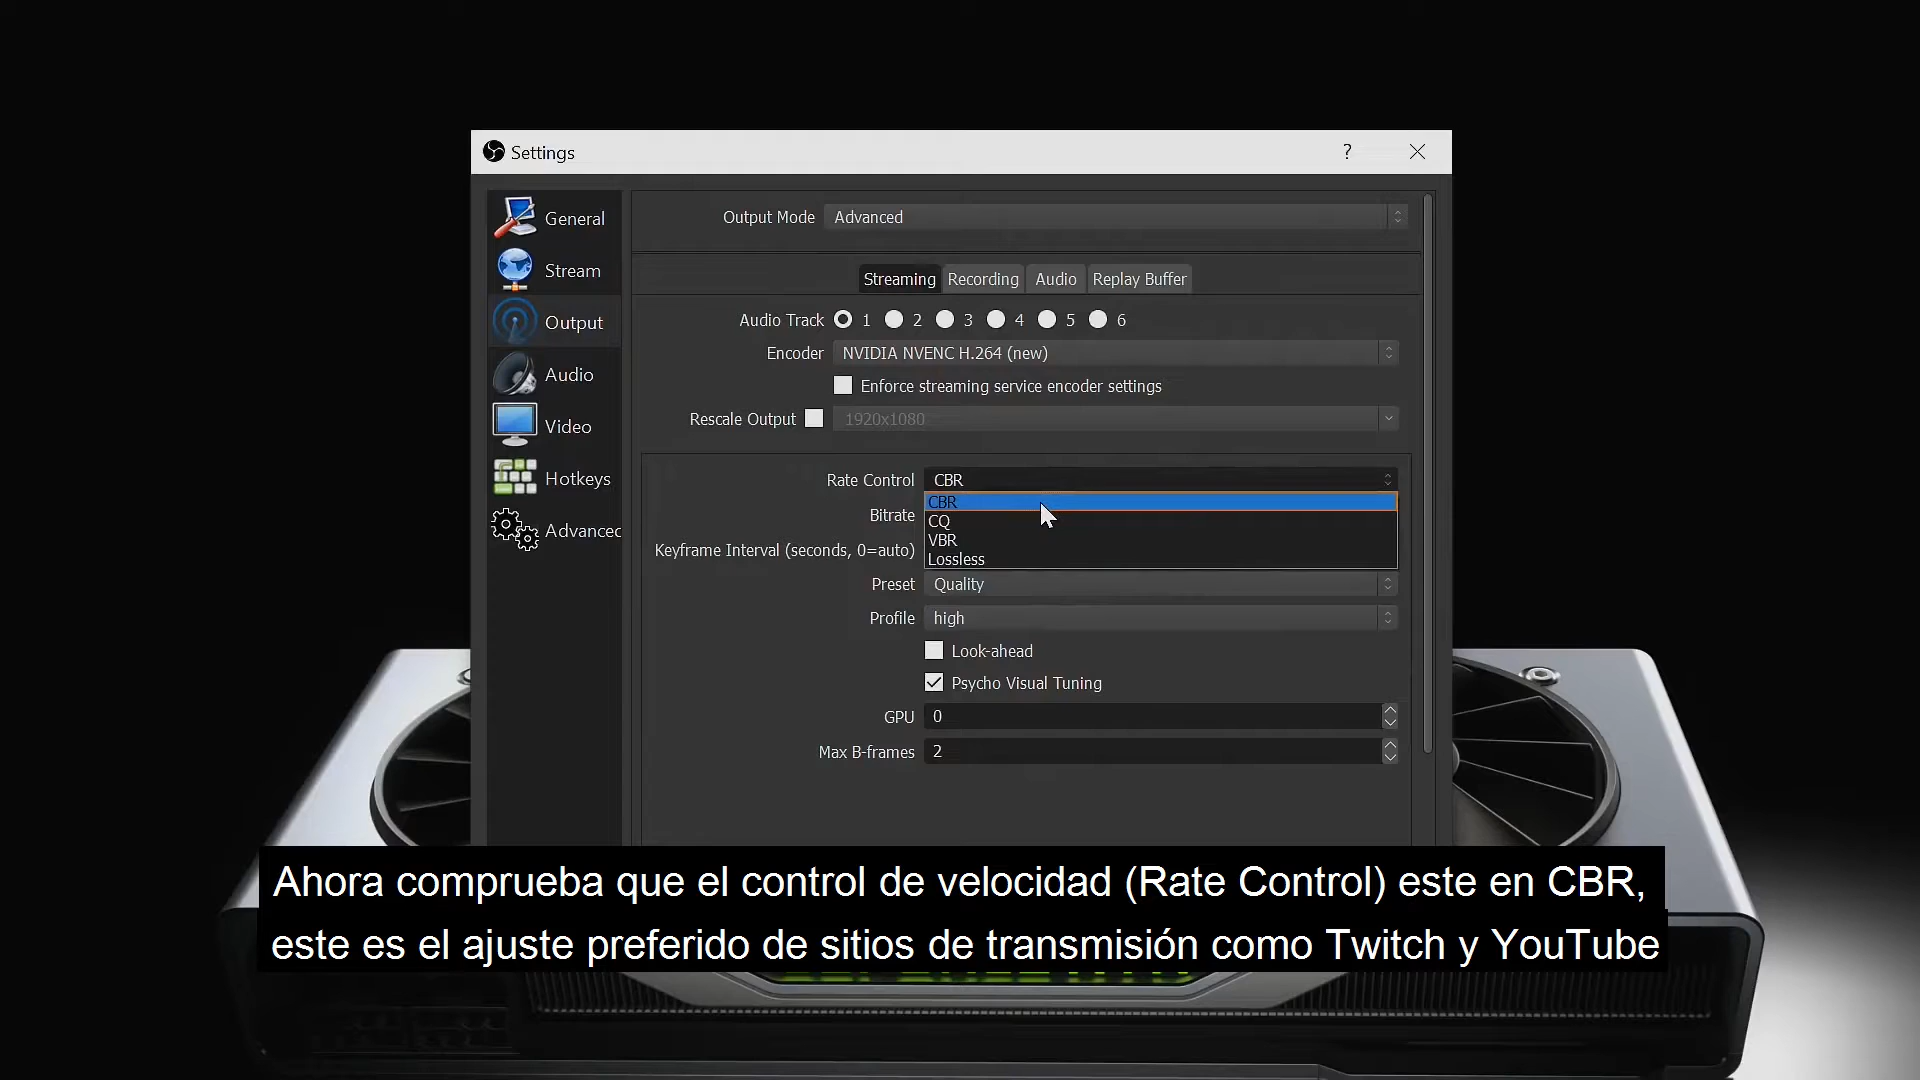 Settings
?
General
Stream
Output
Audio
Video
Hotkeys
Advanced
Output Mode Advanced
Streaming Recording Audio Replay Buffer
Audio Track 1 2 3 4 5 6
Encoder NVIDIA NVENC H.264 (new)
Enforce streaming service encoder settings
Rescale Output 1920x1080
Rate Control CBR
CBR
Bitrate
CQ
VBR
Keyframe Interval (seconds, 0=auto)
Lossless
Preset Quality
Profile high
Look-ahead
Psycho Visual Tuning
GPU 0
Max B-frames 2
Ahora comprueba que el control de velocidad (Rate Control) este en CBR,
este es el ajuste preferido de sitios de transmisión como Twitch y YouTube